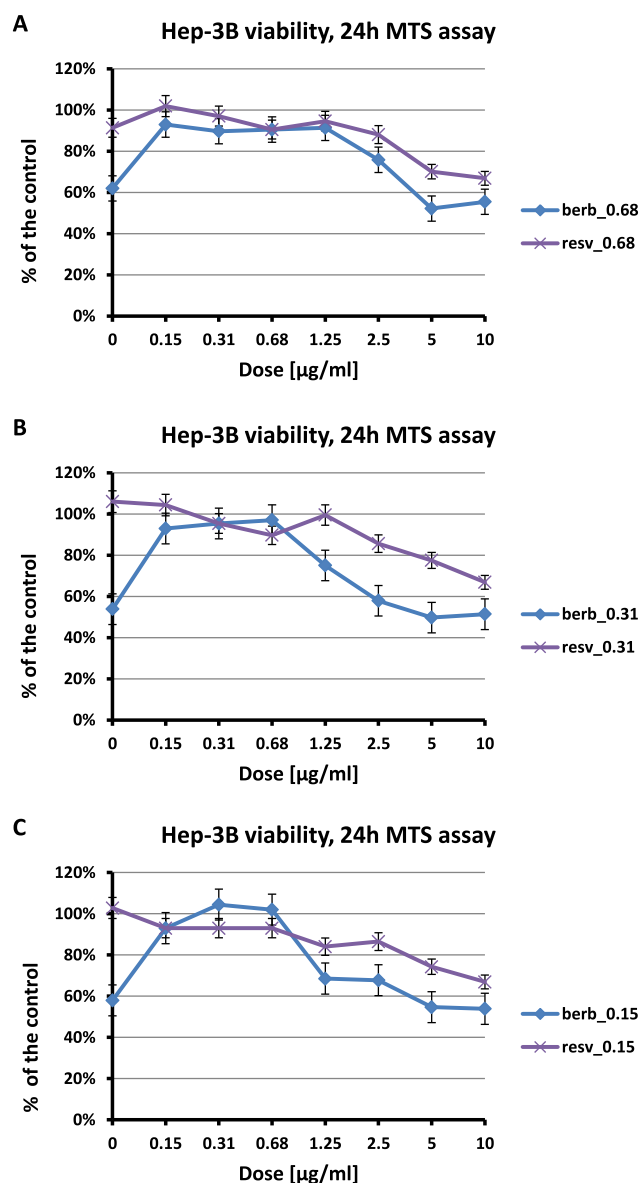 A
Hep-3B viability, 24h MTS assay
120%
100%
80%
60%
40%
20%
0%
% of the control
0 0.15 0.31 0.68 1.25 2.5 5 10
Dose [µg/ml]
berb_0.68
resv_0.68
B
Hep-3B viability, 24h MTS assay
120%
100%
80%
60%
40%
20%
0%
% of the control
0 0.15 0.31 0.68 1.25 2.5 5 10
Dose [µg/ml]
berb_0.31
resv_0.31
C
Hep-3B viability, 24h MTS assay
120%
100%
80%
60%
40%
20%
0%
% of the control
0 0.15 0.31 0.68 1.25 2.5 5 10
Dose [µg/ml]
berb_0.15
resv_0.15